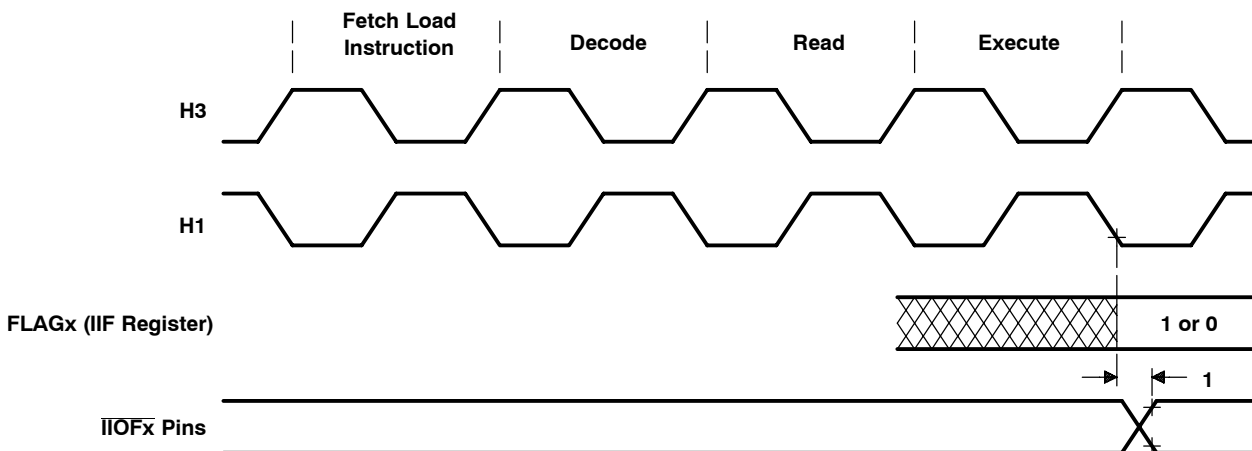 Fetch Load
Instruction
Decode
Read
Execute
H3
H1
FLAGx (IIF Register)
1 or 0
1
IIOFx Pins